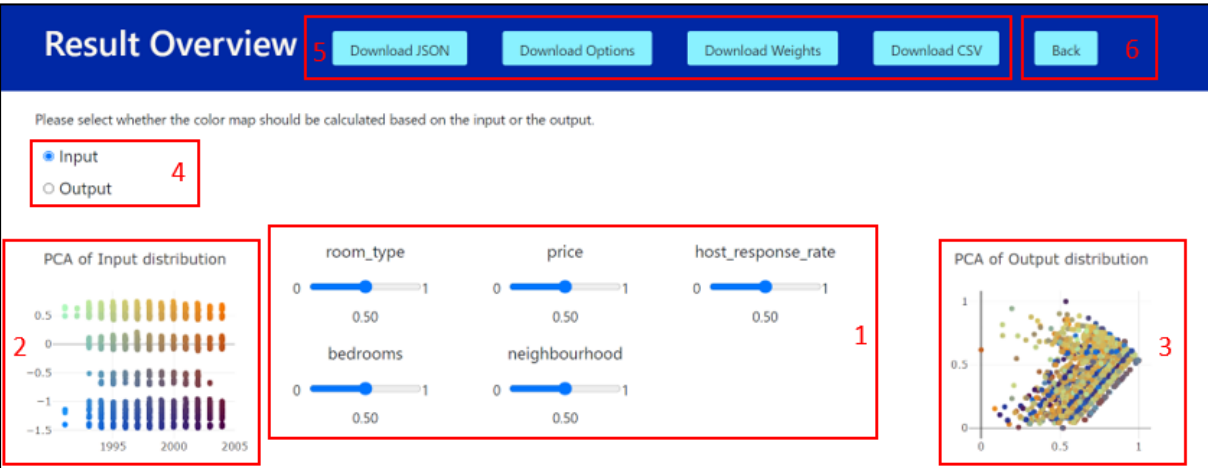 Result Overview
5
Download JSON
Download Options
Download Weights
Download CSV
Back
6
Please select whether the color map should be calculated based on the input or the output.
Input
Output
4
PCA of Input distribution
0.5
0
−0.5
−1
−1.5
1995 2000 2005
2
room_type
0 1
0.50
price
0 1
0.50
host_response_rate
0 1
0.50
bedrooms
0 1
0.50
neighbourhood
0 1
0.50
1
PCA of Output distribution
1
0.5
0
0 0.5 1
3